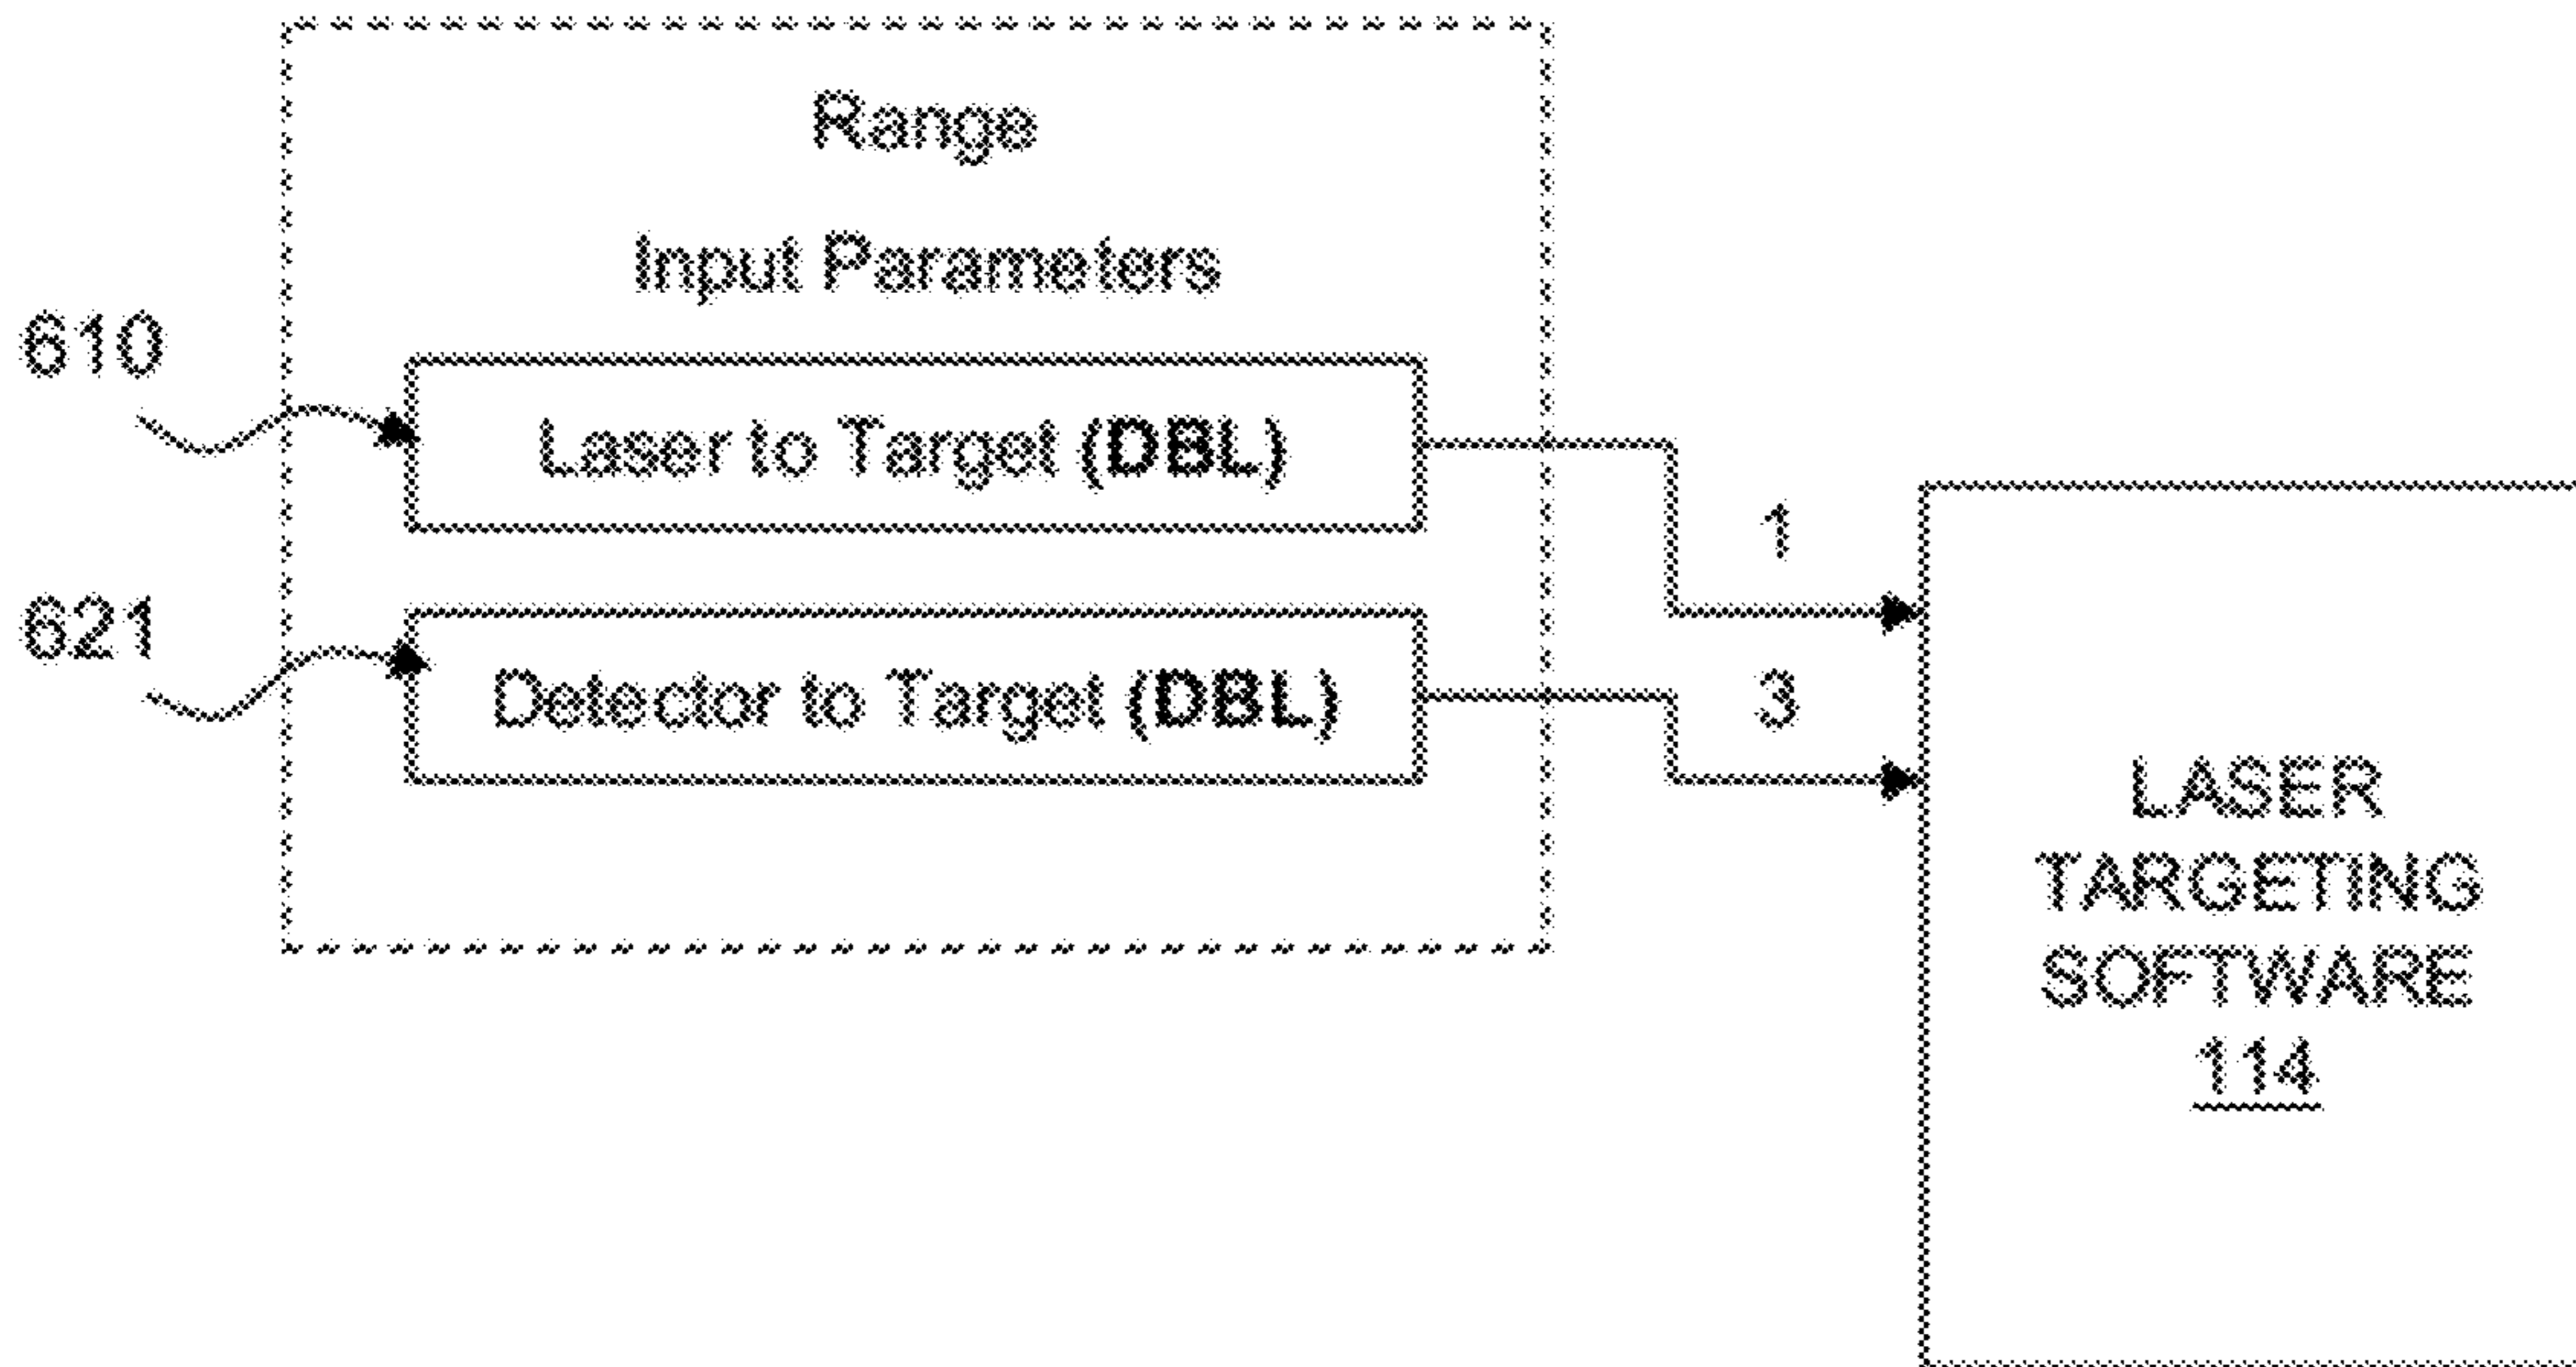 Range
Input Parameters
610
Laser to Target (DBL)
1
621
Detector to Target (DBL)
3
LASER
TARGETING
SOFTWARE
114